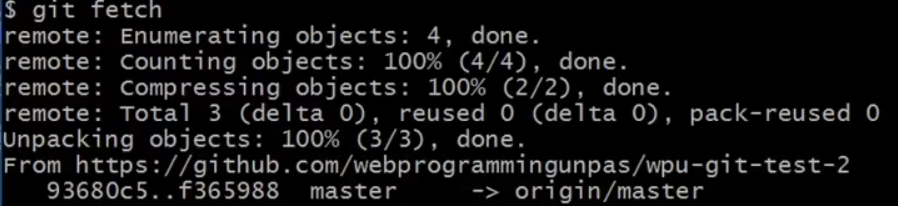 $ git fetch
remote: Enumerating objects: 4, done.
remote: Counting objects: 100% (4/4), done.
remote: Compressing objects: 100% (2/2), done.
remote: Total 3 (delta 0), reused 0 (delta 0), pack-reused 0
Unpacking objects: 100% (3/3), done.
From https://github.com/webprogrammingunpas/wpu-git-test-2
   93680c5..f365988  master     -> origin/master